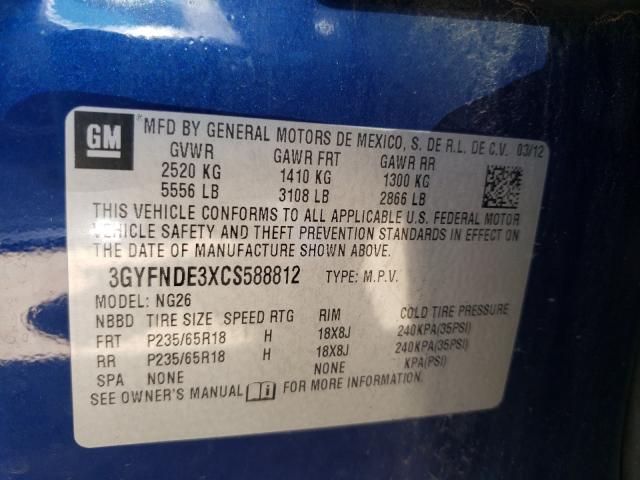 GM MFD BY GENERAL MOTORS DE MEXICO, S. DE R.L. DE C.V. 03/12
GVWR GAWR FRT GAWR RR
2520 KG 1410 KG 1300 KG
5556 LB 3108 LB 2866 LB
THIS VEHICLE CONFORMS TO ALL APPLICABLE U.S. FEDERAL MOTOR
VEHICLE SAFETY AND THEFT PREVENTION STANDARDS IN EFFECT ON
THE DATE OF MANUFACTURE SHOWN ABOVE.
3GYFNDE3XCS588812 TYPE: M.P.V.
MODEL: NG26
NBBD TIRE SIZE SPEED RTG RIM COLD TIRE PRESSURE
FRT P235/65R18 H 18X8J 240KPA(35PSI)
RR P235/65R18 H 18X8J 240KPA(35PSI)
SPA NONE NONE KPA(PSI)
SEE OWNER'S MANUAL FOR MORE INFORMATION.